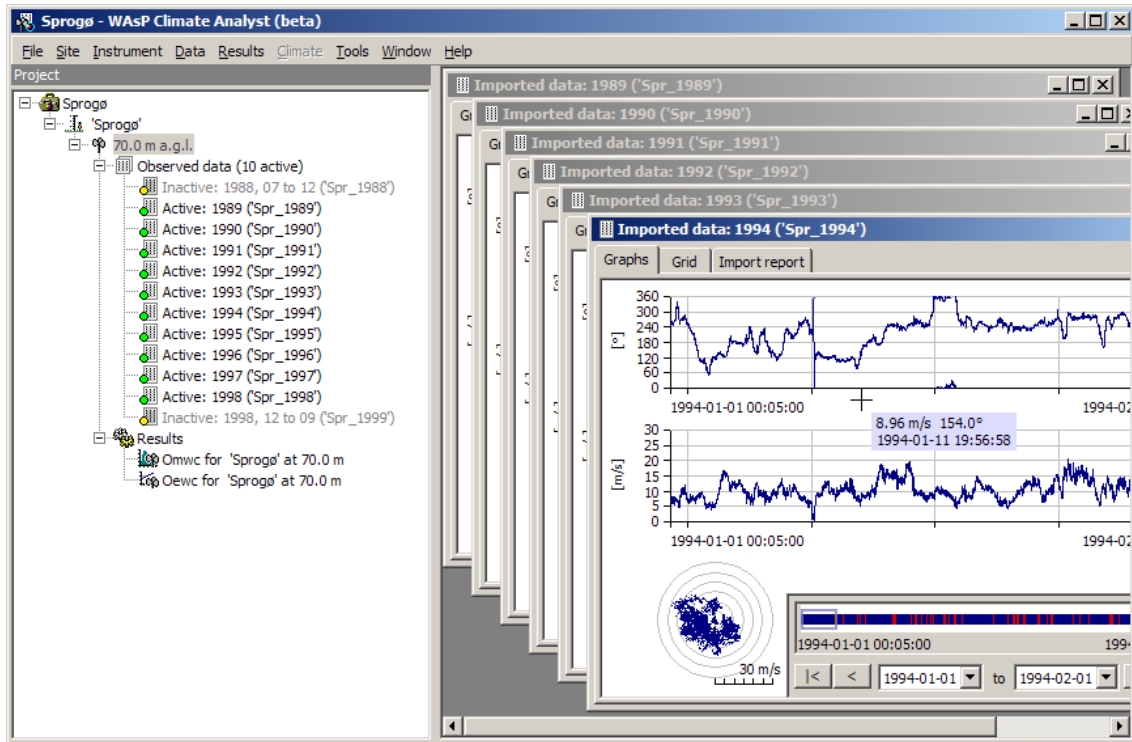 Sprogø - WAsP Climate Analyst (beta)
File Site Instrument Data Results Climate Tools Window Help
Project
Sprogø
'Sprogø'
70.0 m a.g.l.
Observed data (10 active)
Inactive: 1988, 07 to 12 ('Spr_1988')
Active: 1989 ('Spr_1989')
Active: 1990 ('Spr_1990')
Active: 1991 ('Spr_1991')
Active: 1992 ('Spr_1992')
Active: 1993 ('Spr_1993')
Active: 1994 ('Spr_1994')
Active: 1995 ('Spr_1995')
Active: 1996 ('Spr_1996')
Active: 1997 ('Spr_1997')
Active: 1998 ('Spr_1998')
Inactive: 1998, 12 to 09 ('Spr_1999')
Results
Omwc for 'Sprogø' at 70.0 m
Oewc for 'Sprogø' at 70.0 m
Imported data: 1989 ('Spr_1989')
Imported data: 1990 ('Spr_1990')
Imported data: 1991 ('Spr_1991')
Imported data: 1992 ('Spr_1992')
Imported data: 1993 ('Spr_1993')
Imported data: 1994 ('Spr_1994')
Graphs Grid Import report
360
300
240
180
120
60
0
[°]
1994-01-01 00:05:00 1994-02
8.96 m/s 154.0°
1994-01-11 19:56:58
30
25
20
15
10
5
0
[m/s]
1994-01-01 00:05:00 1994-02
30 m/s
1994-01-01 00:05:00 199
|< < 1994-01-01 to 1994-02-01